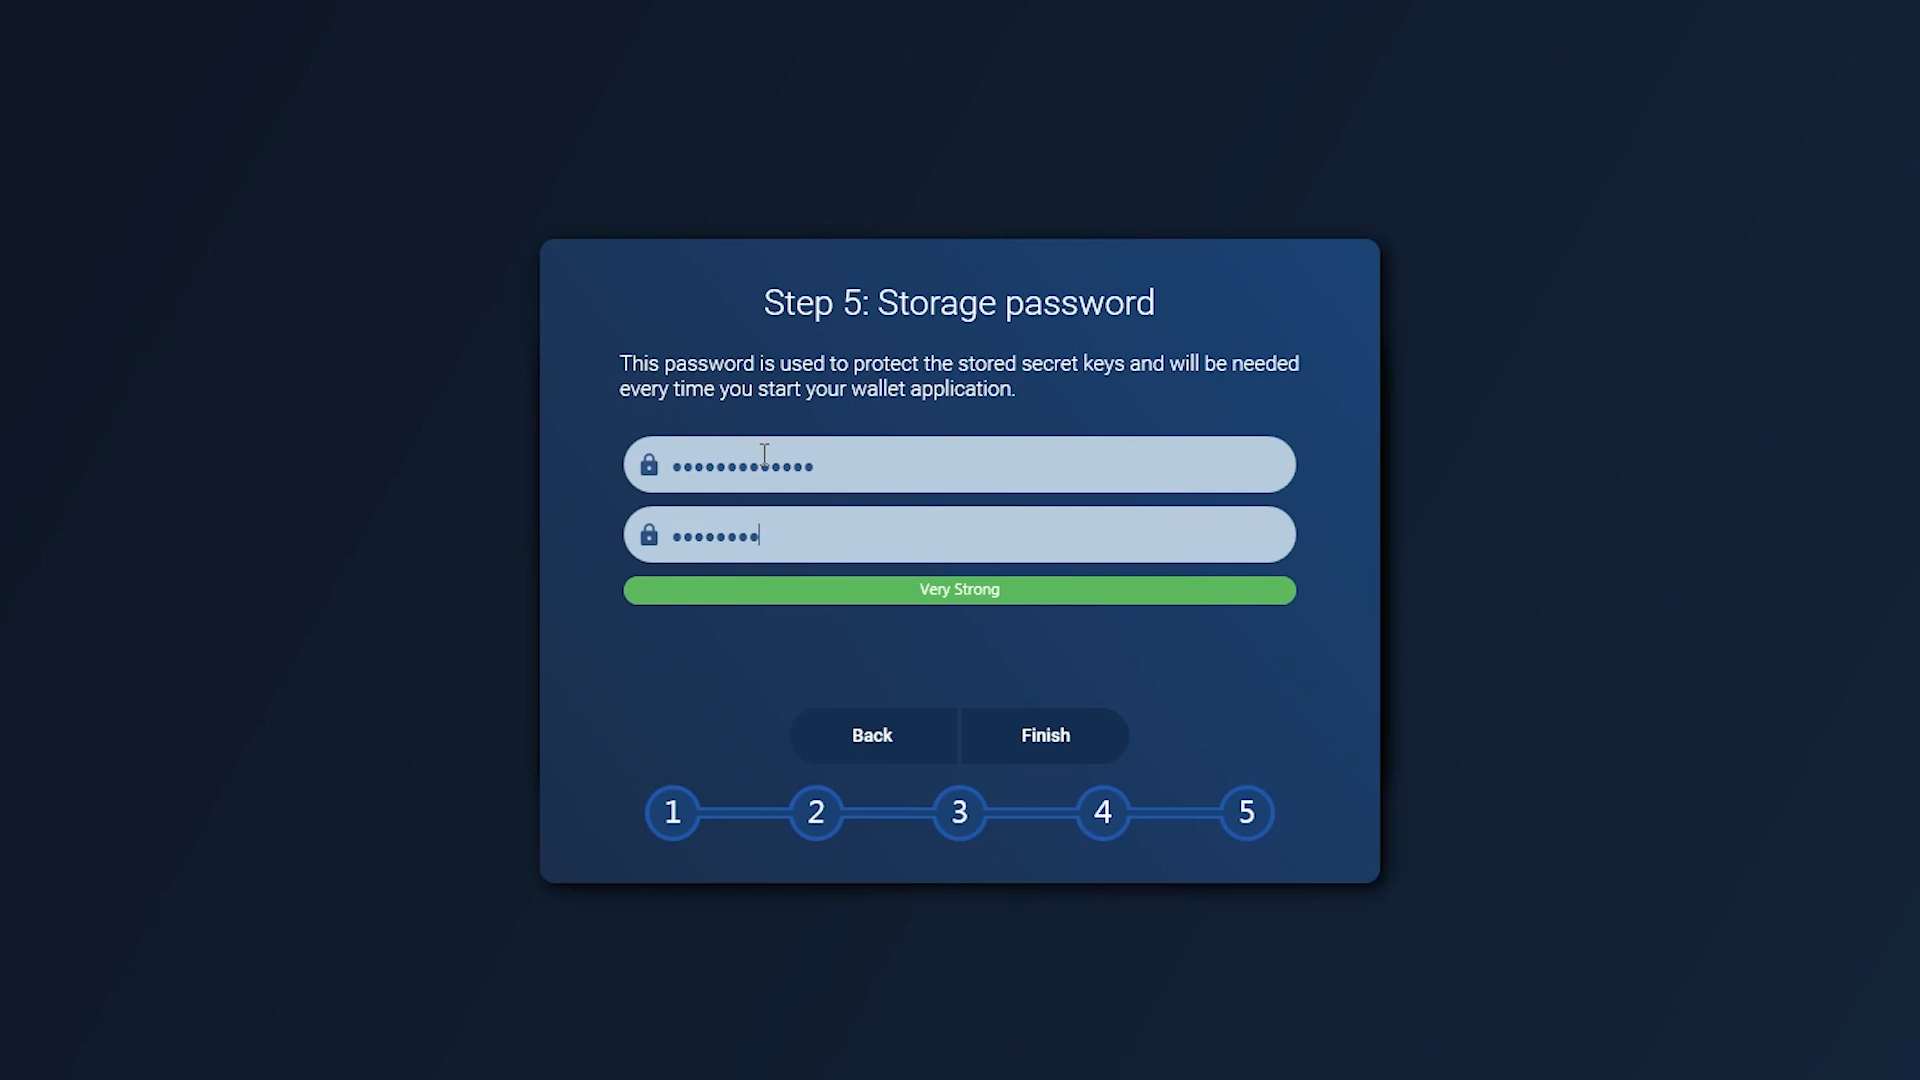 Step 5: Storage password
This password is used to protect the stored secret keys and will be needed
every time you start your wallet application.
•••••••••••••
••••••••
Very Strong
Back
Finish
1
2
3
4
5